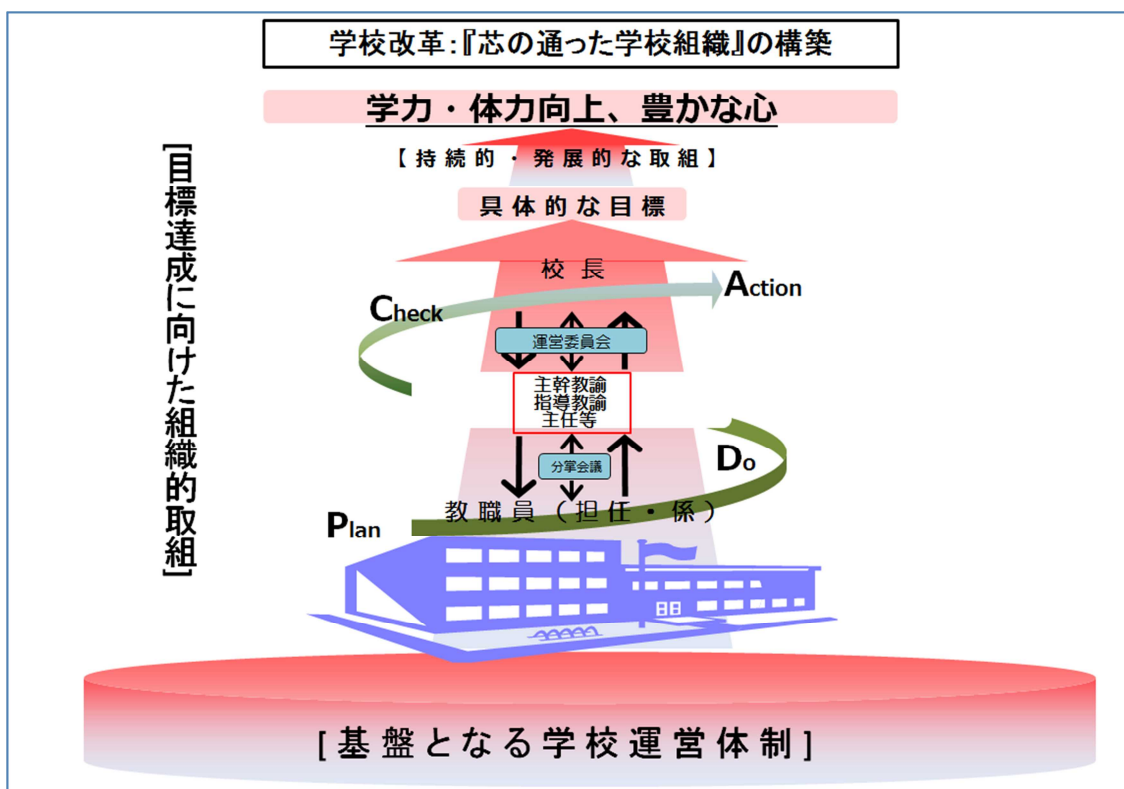 学校改革:『芯の通った学校組織』の構築
学力・体力向上、豊かな心
【持続的・発展的な取組】
具体的な目標
[目標達成に向けた組織的取組]
校長
Action
Check
運営委員会
主幹教諭
指導教諭
主任等
分掌会議
Do
教職員(担任・係)
Plan
[基盤となる学校運営体制]